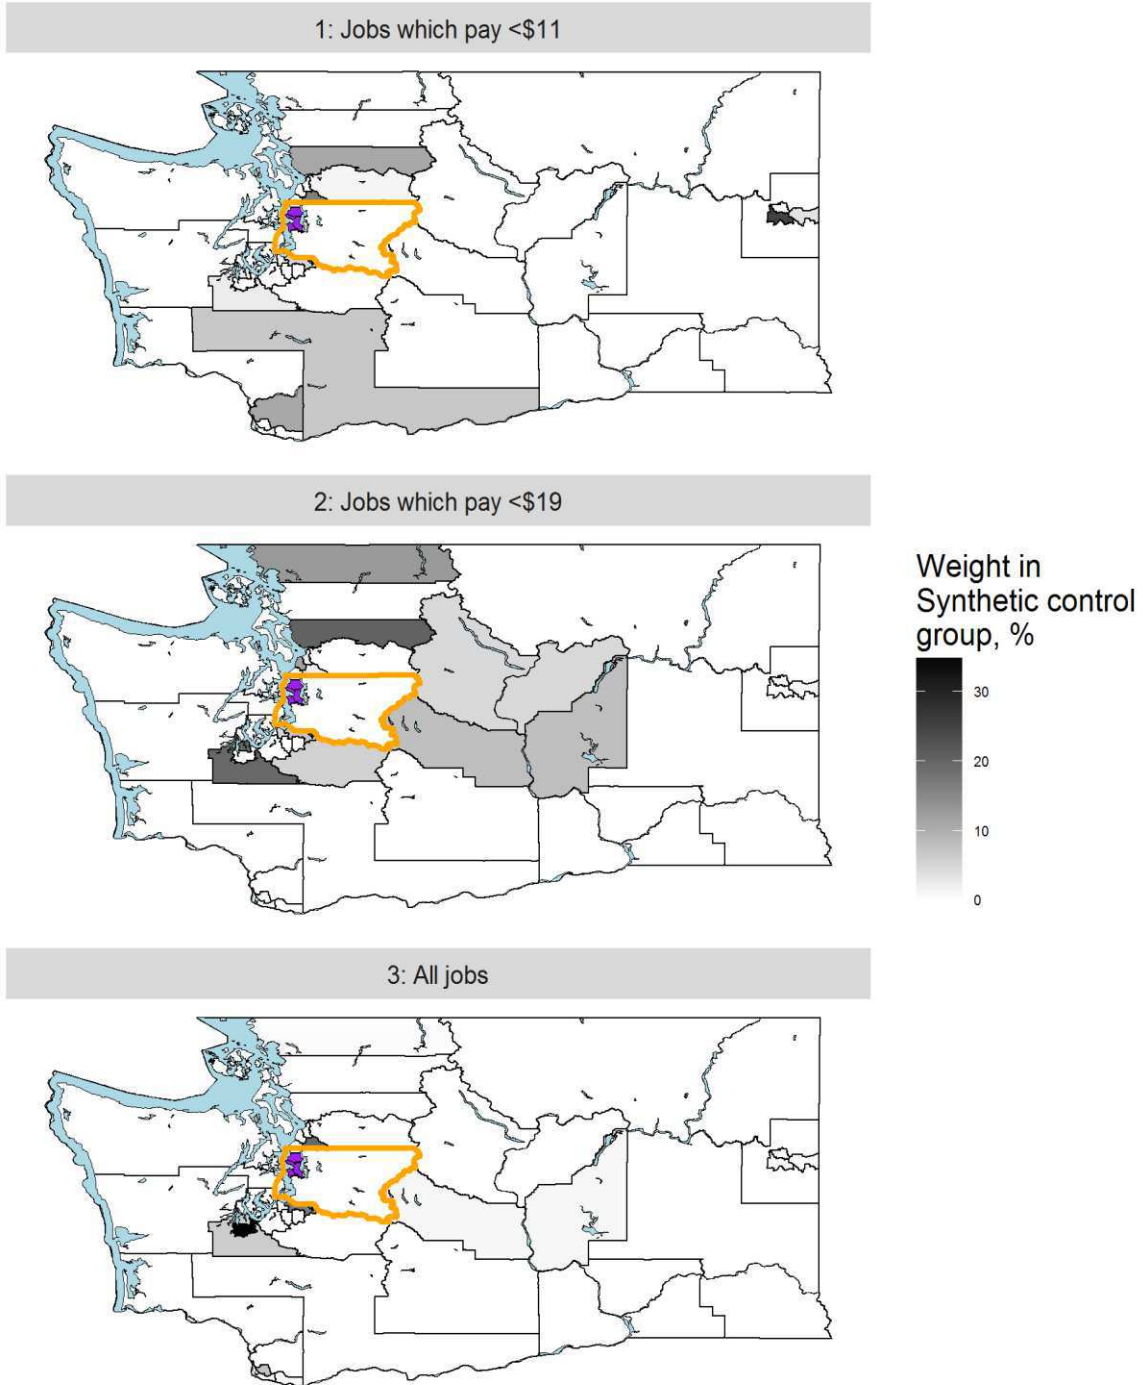 1: Jobs which pay <$11
2: Jobs which pay <$19
Weight in
Synthetic control
group, %
30
20
10
0
3: All jobs